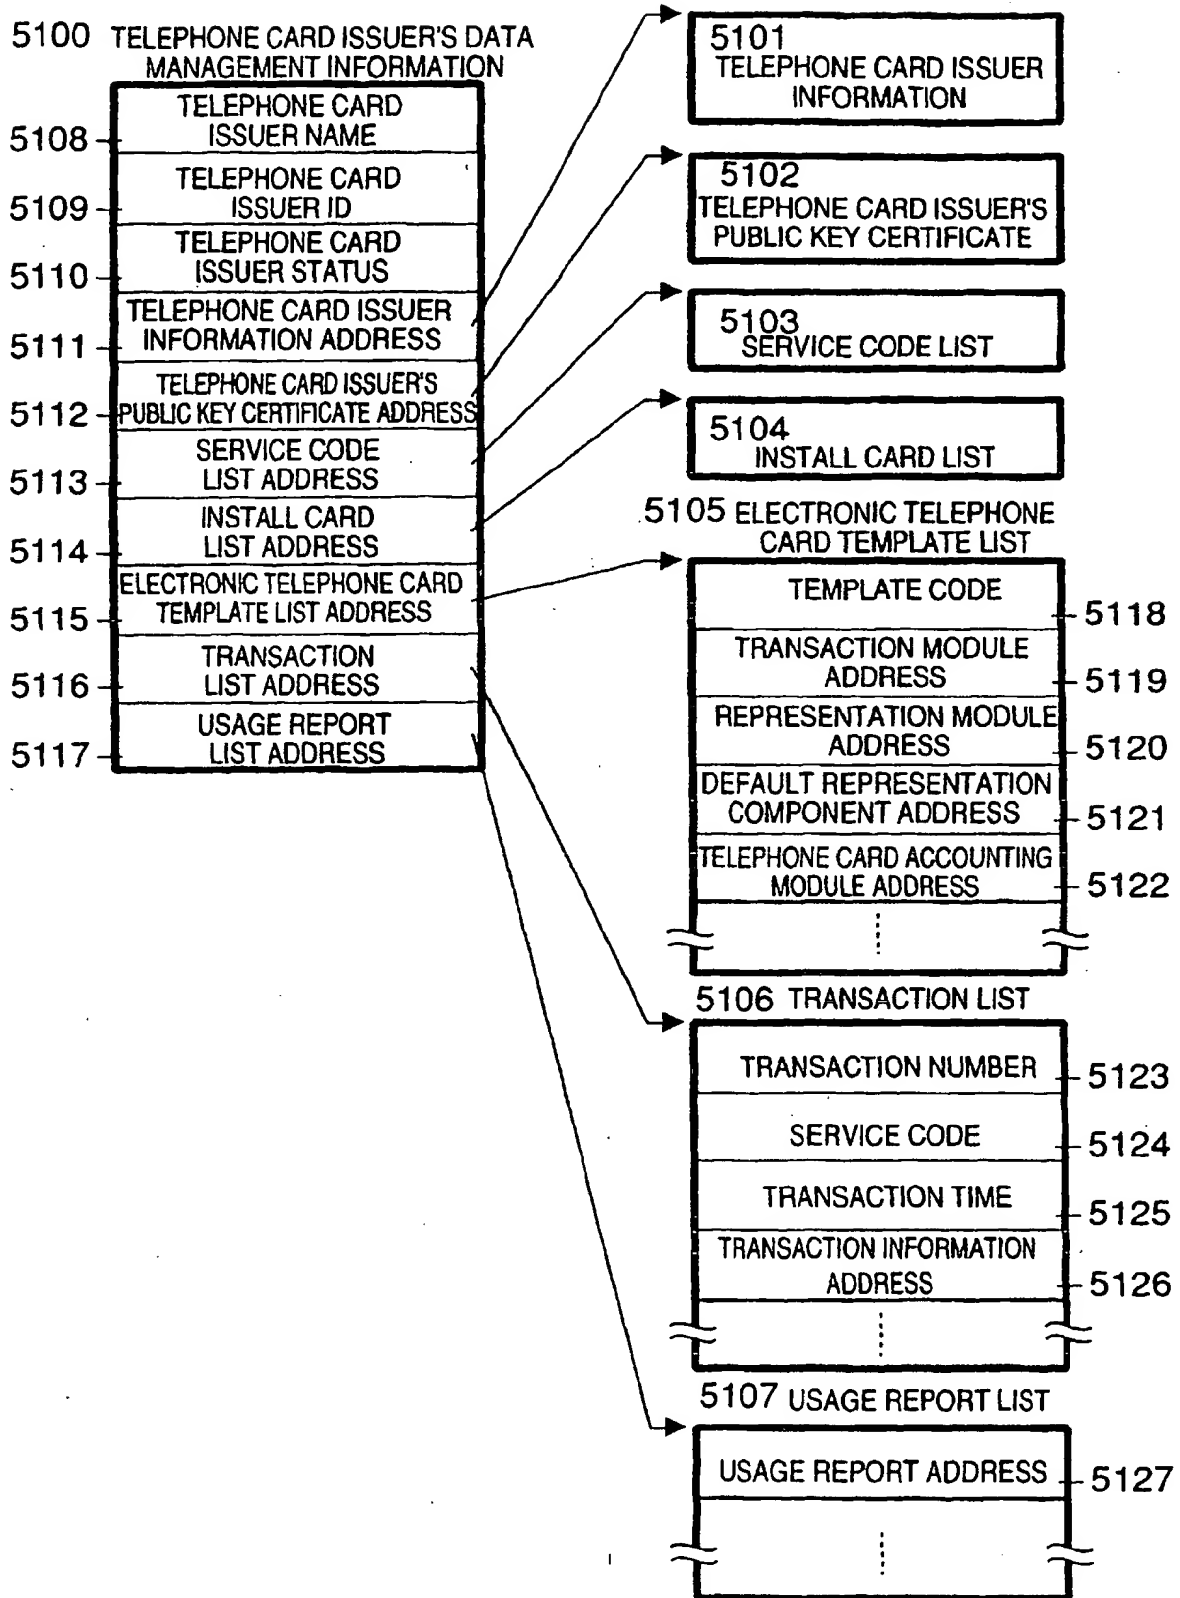 5100 TELEPHONE CARD ISSUER'S DATA
MANAGEMENT INFORMATION
5108
TELEPHONE CARD
ISSUER NAME
5109
TELEPHONE CARD
ISSUER ID
5110
TELEPHONE CARD
ISSUER STATUS
5111
TELEPHONE CARD ISSUER
INFORMATION ADDRESS
5112
TELEPHONE CARD ISSUER'S
PUBLIC KEY CERTIFICATE ADDRESS
5113
SERVICE CODE
LIST ADDRESS
5114
INSTALL CARD
LIST ADDRESS
5115
ELECTRONIC TELEPHONE CARD
TEMPLATE LIST ADDRESS
5116
TRANSACTION
LIST ADDRESS
5117
USAGE REPORT
LIST ADDRESS
5101
TELEPHONE CARD ISSUER
INFORMATION
5102
TELEPHONE CARD ISSUER'S
PUBLIC KEY CERTIFICATE
5103
SERVICE CODE LIST
5104
INSTALL CARD LIST
5105 ELECTRONIC TELEPHONE
CARD TEMPLATE LIST
TEMPLATE CODE
5118
TRANSACTION MODULE
ADDRESS
5119
REPRESENTATION MODULE
ADDRESS
5120
DEFAULT REPRESENTATION
COMPONENT ADDRESS
5121
TELEPHONE CARD ACCOUNTING
MODULE ADDRESS
5122
5106 TRANSACTION LIST
TRANSACTION NUMBER
5123
SERVICE CODE
5124
TRANSACTION TIME
5125
TRANSACTION INFORMATION
ADDRESS
5126
5107 USAGE REPORT LIST
USAGE REPORT ADDRESS
5127